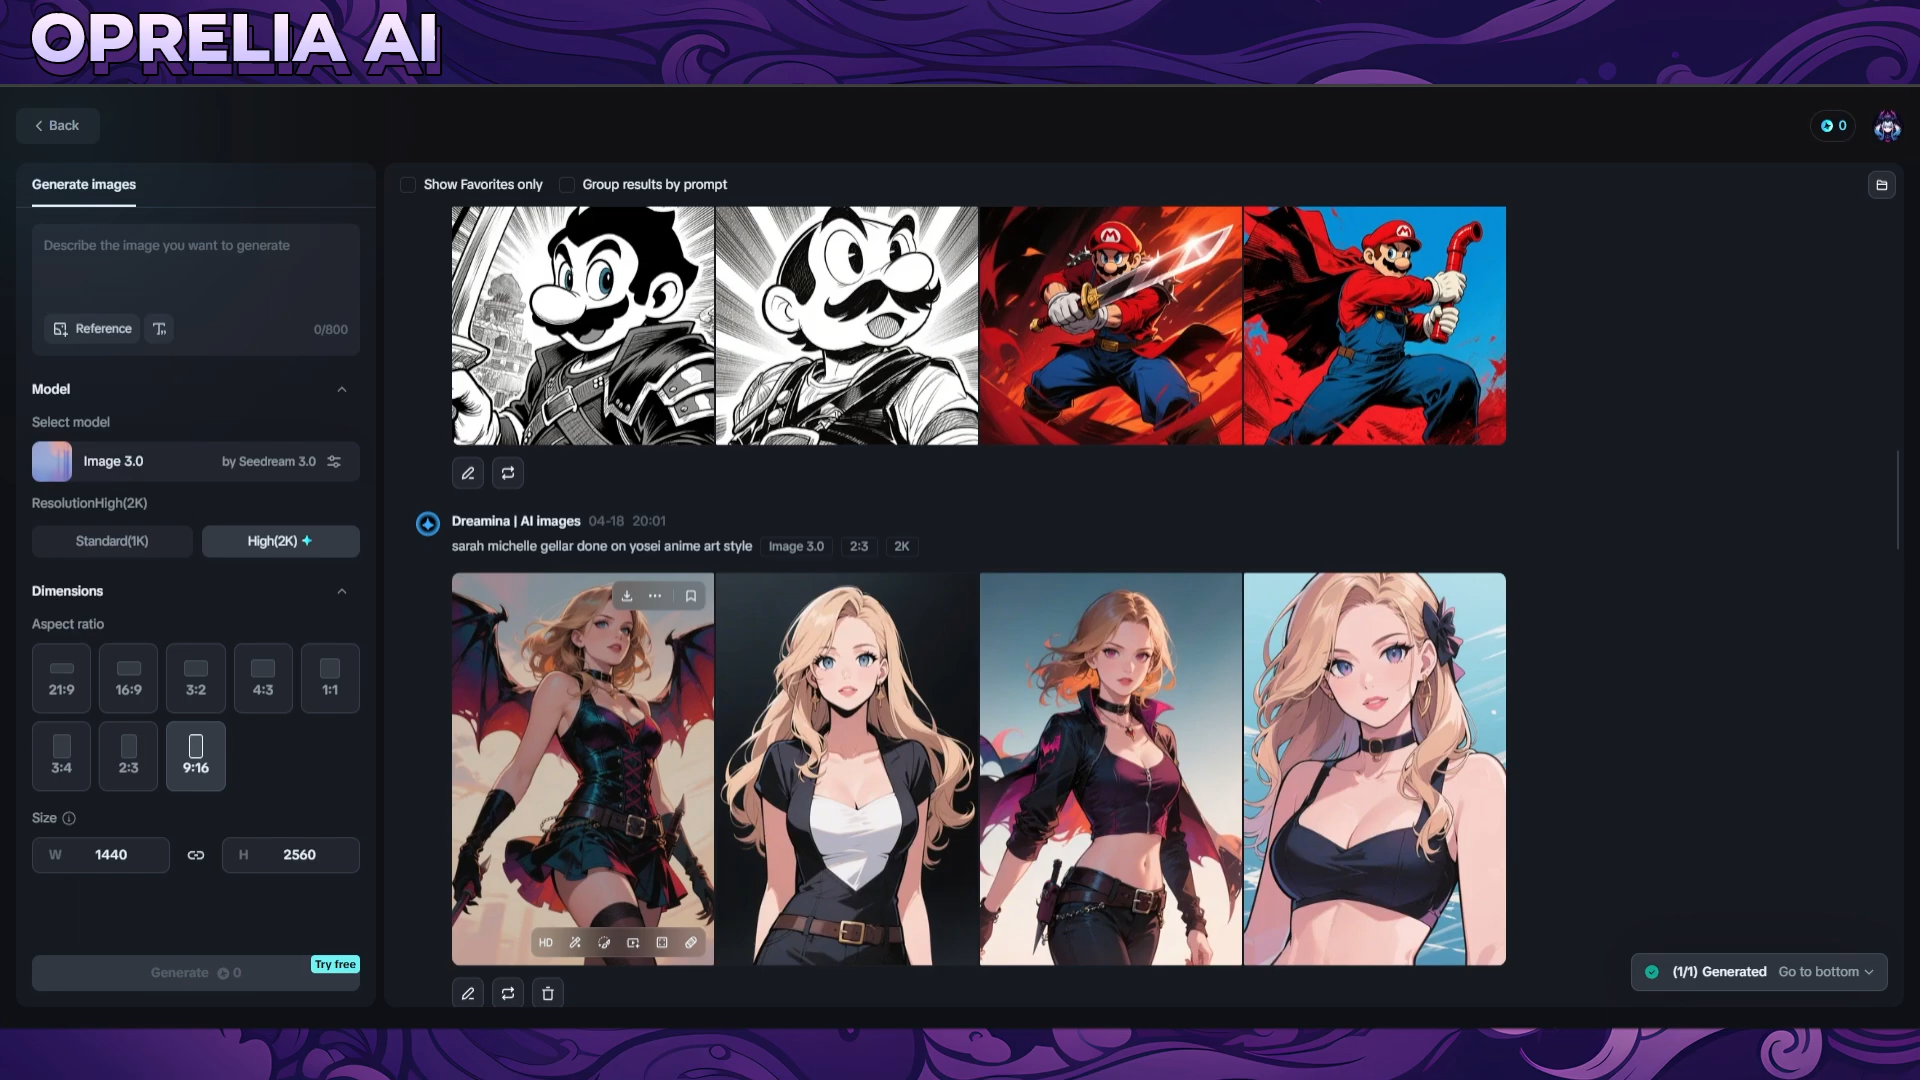 OPRELIA AI
Back
0
Generate images
Show Favorites only
Group results by prompt
Describe the image you want to generate
Reference
0/800
Model
Select model
Image 3.0
by Seedream 3.0
ResolutionHigh(2K)
Standard(1K)
High(2K)
Dimensions
Aspect ratio
21:9
16:9
3:2
4:3
1:1
3:4
2:3
9:16
Size
W 1440
H 2560
Generate 0
Try free
M
M
Dreamina | AI images 04-18 20:01
sarah michelle gellar done on yosei anime art style Image 3.0 2:3 2K
HD
(1/1) Generated Go to bottom